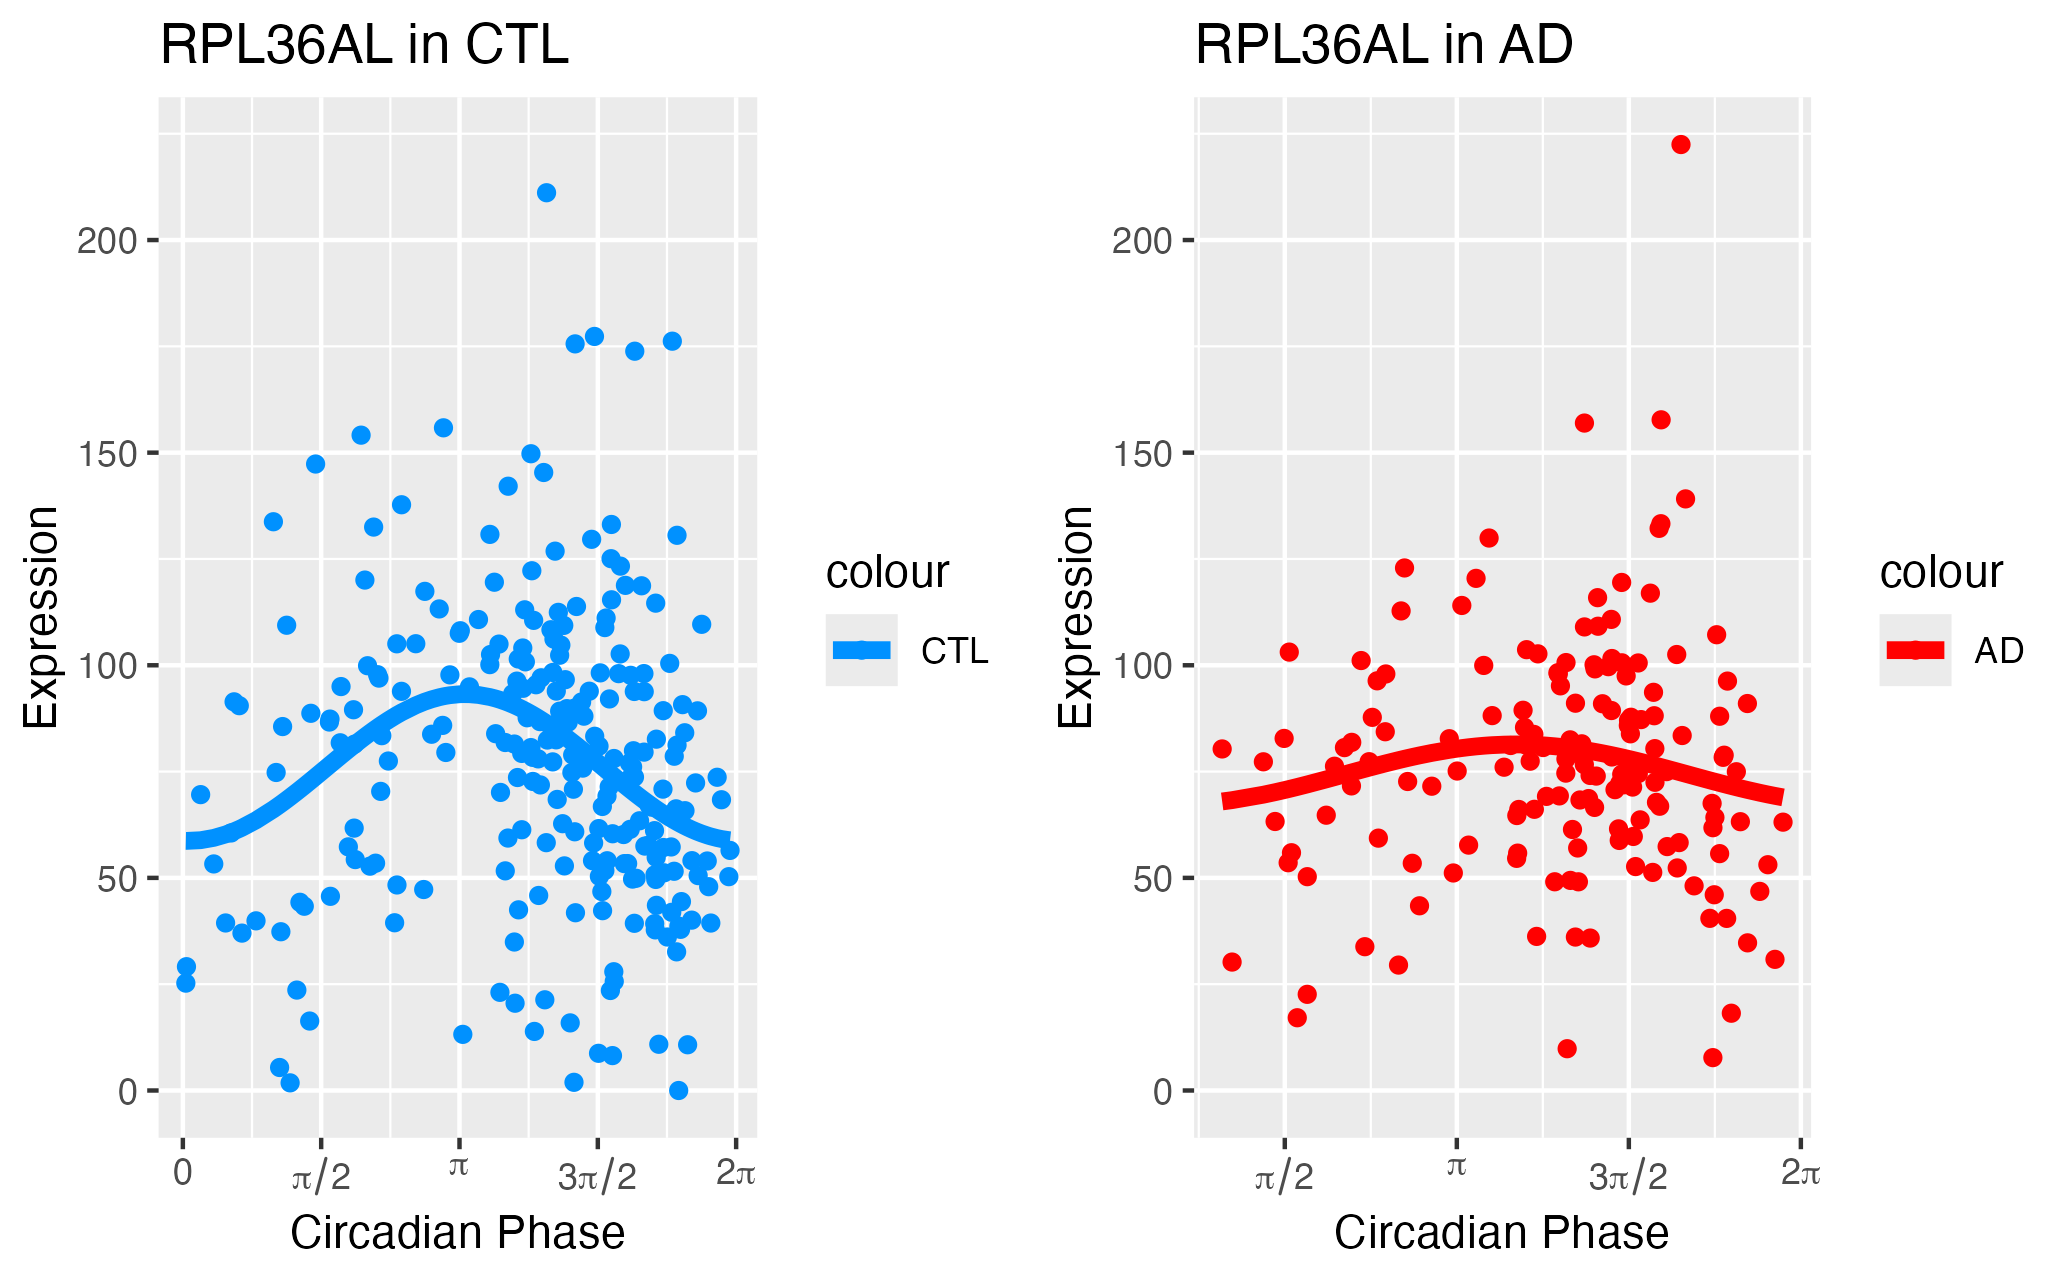 RPL36AL in CTL
Expression
200
150
100
50
0
0 π/2 π 3π/2 2π
Circadian Phase
colour
CTL
RPL36AL in AD
Expression
200
150
100
50
0
π/2 π 3π/2 2π
Circadian Phase
colour
AD